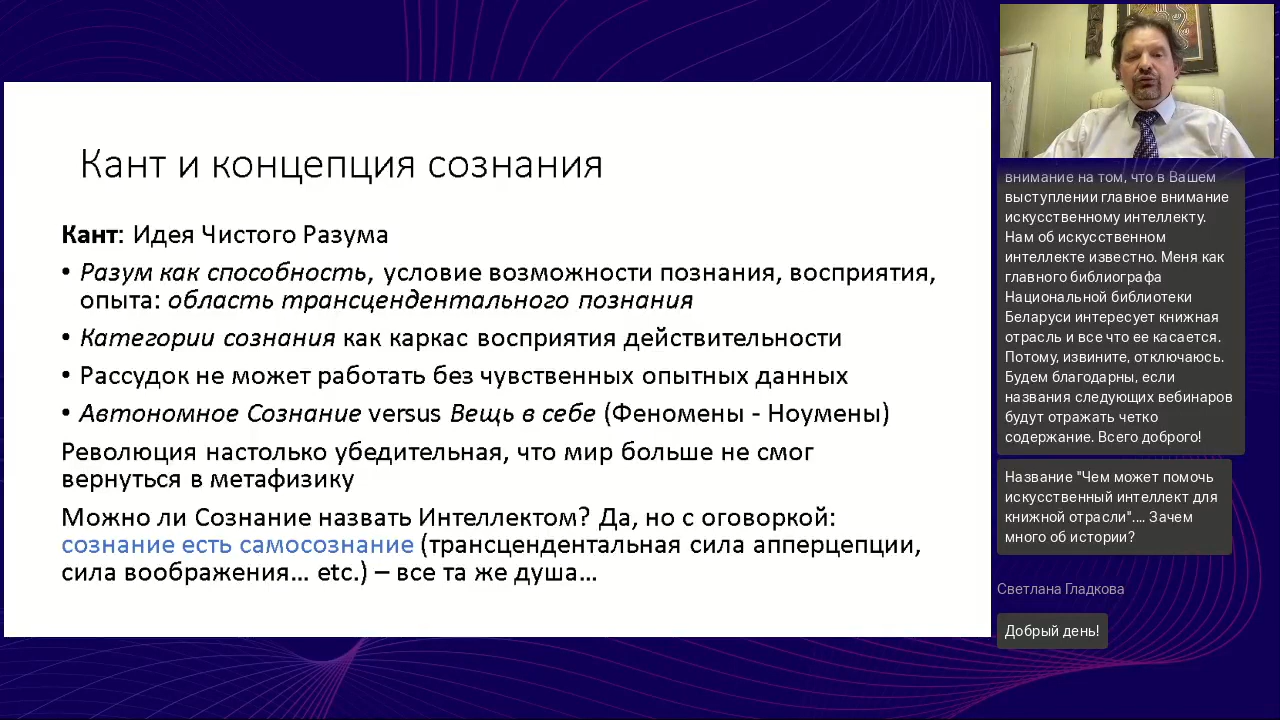 Кант и концепция сознания
Кант: Идея Чистого Разума
• Разум как способность, условие возможности познания, восприятия,
опыта: область трансцендентального познания
• Категории сознания как каркас восприятия действительности
• Рассудок не может работать без чувственных опытных данных
• Автономное Сознание versus Вещь в себе (Феномены - Ноумены)
Революция настолько убедительная, что мир больше не смог
вернуться в метафизику
Можно ли Сознание назвать Интеллектом? Да, но с оговоркой:
сознание есть самосознание (трансцендентальная сила апперцепции,
сила воображения... etc.) – все та же душа...
внимание на том, что в Вашем
выступлении главное внимание
искусственному интеллекту.
Нам об искусственном
интеллекте известно. Меня как
главного библиографа
Национальной библиотеки
Беларуси интересует книжная
отрасль и все что ее касается.
Потому, извините, отключаюсь.
Будем благодарны, если
названия следующих вебинаров
будут отражать четко
содержание. Всего доброго!
Название "Чем может помочь
искусственный интеллект для
книжной отрасли".... Зачем
много об истории?
Светлана Гладкова
Добрый день!